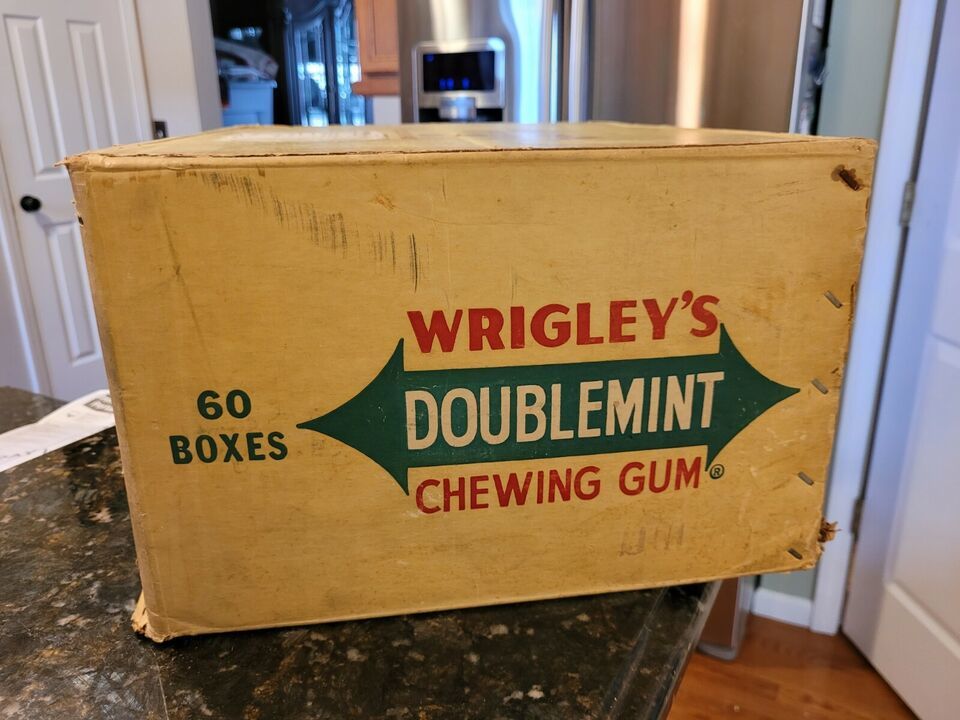 60
BOXES
WRIGLEY'S
DOUBLEMINT
CHEWING GUM®